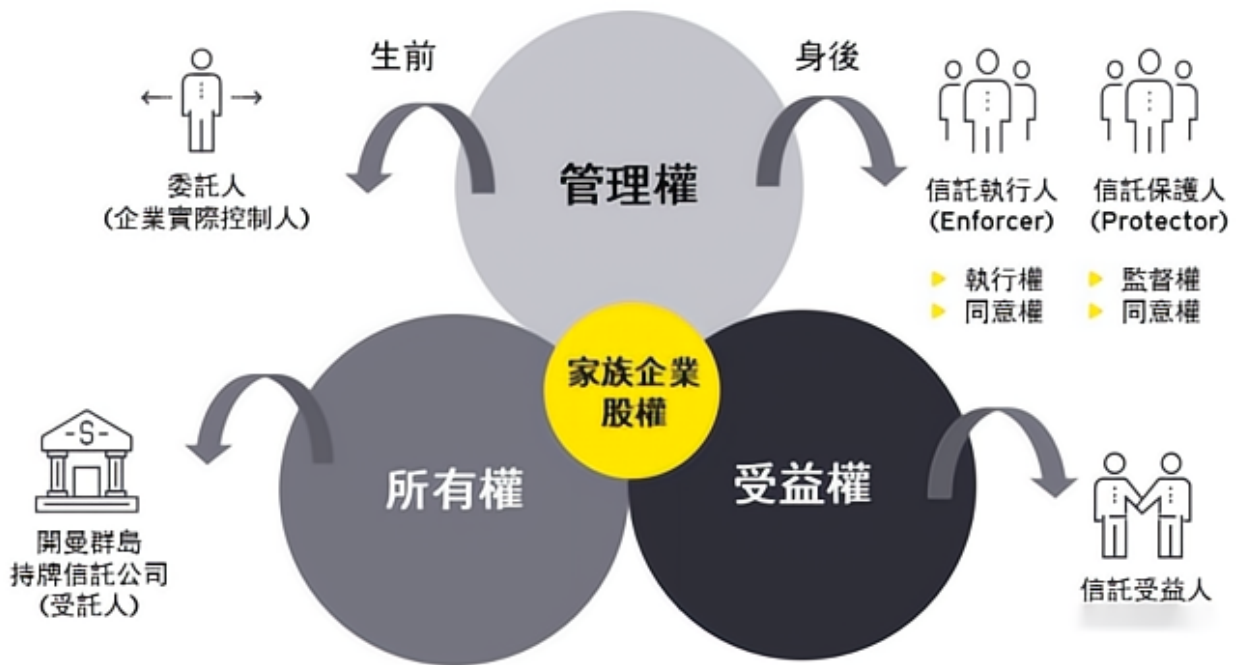 生前
身後
委託人
(企業實際控制人)
管理權
信託執行人
(Enforcer)
執行權
同意權
信託保護人
(Protector)
監督權
同意權
家族企業
股權
所有權
受益權
-$-
開曼群島
持牌信託公司
(受託人)
信託受益人